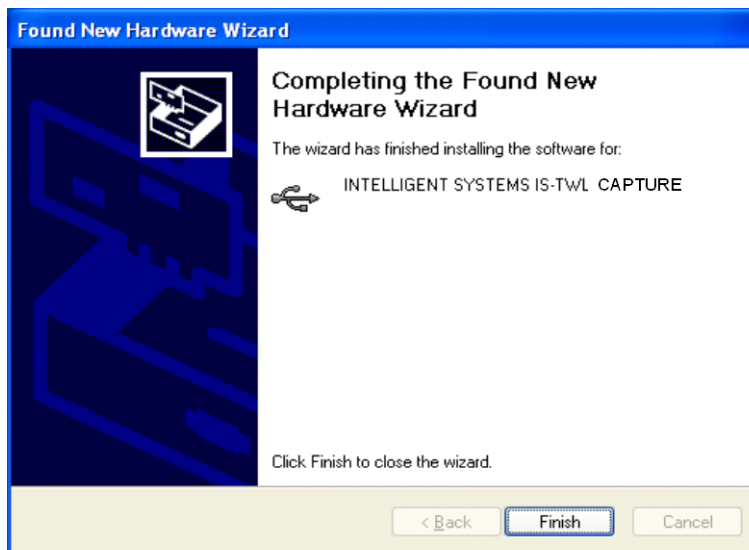 Found New Hardware Wizard
Completing the Found New
Hardware Wizard
The wizard has finished installing the software for:
INTELLIGENT SYSTEMS IS-TWL CAPTURE
Click Finish to close the wizard.
< Back
Finish
Cancel